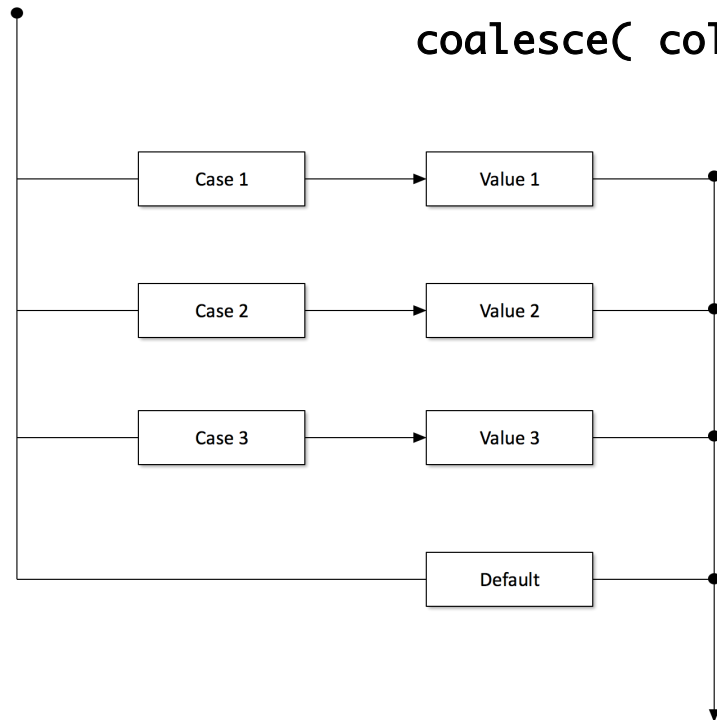 coalesce( col
Case 1
Value 1
Case 2
Value 2
Case 3
Value 3
Default